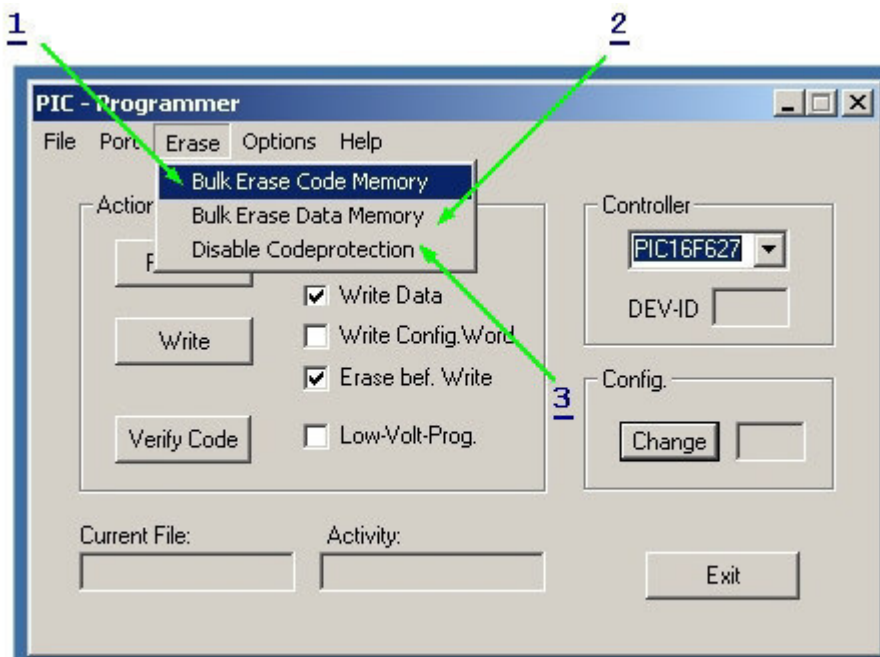 1
2
PIC - Programmer
File Port Erase Options Help
Bulk Erase Code Memory
Bulk Erase Data Memory
Disable Codeprotection
Action
Controller
PIC16F627
Write Data
DEV-ID
Write
Write Config.Word
Erase bef. Write
Config.
3
Verify Code
Low-Volt-Prog.
Change
Current File:
Activity:
Exit